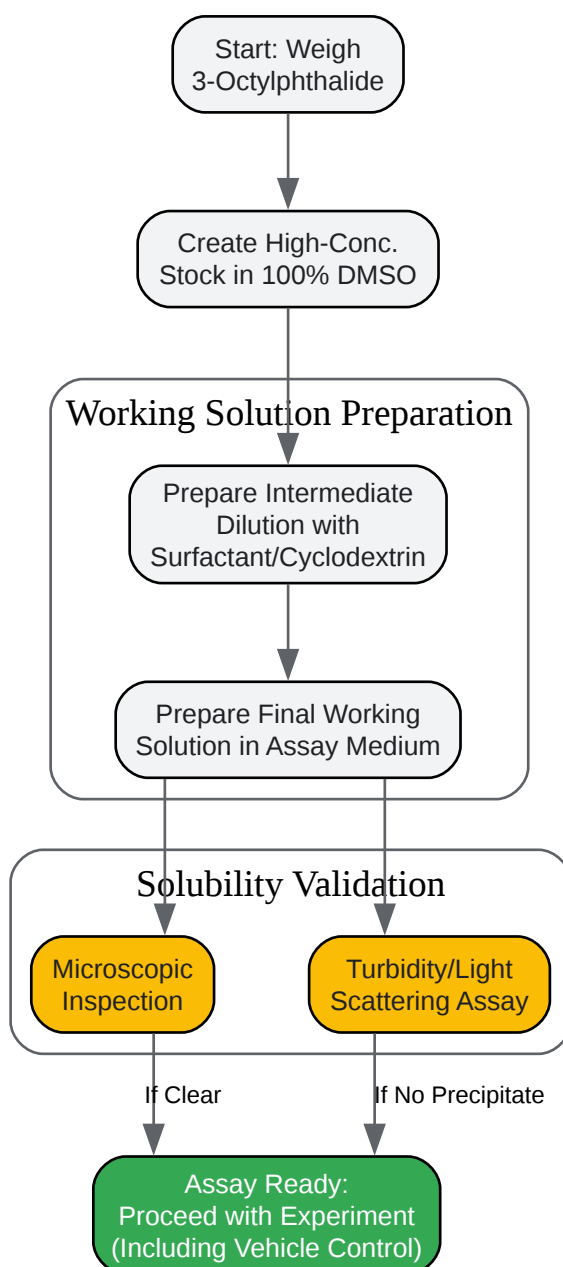 Start: Weigh
3-Octylphthalide
Create High-Conc.
Stock in 100% DMSO
Working Solution Preparation
Prepare Intermediate
Dilution with
Surfactant/Cyclodextrin
Prepare Final Working
Solution in Assay Medium
Solubility Validation
Microscopic
Inspection
Turbidity/Light
Scattering Assay
If Clear
If No Precipitate
Assay Ready:
Proceed with Experiment
(Including Vehicle Control)